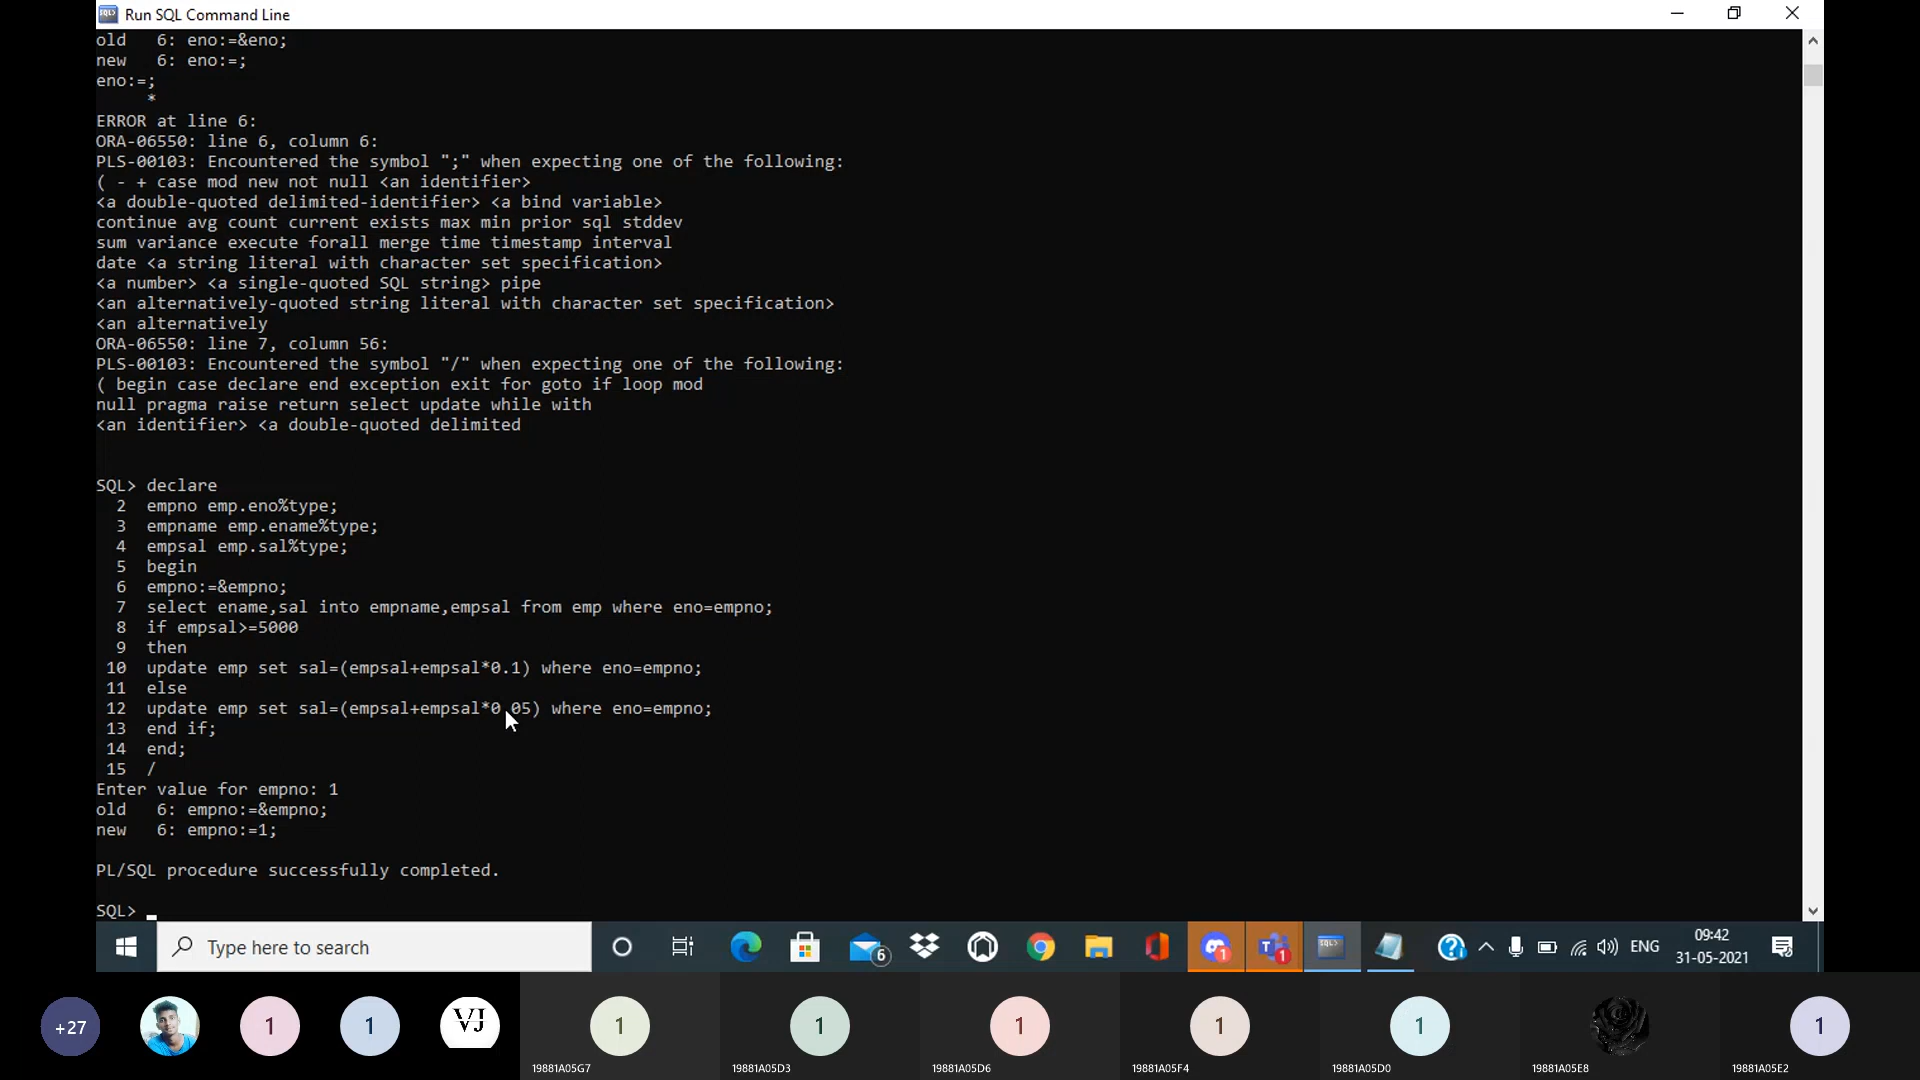 Run SQL Command Line
old   6: eno:=&eno;
new   6: eno:=;
eno:=;
     *
ERROR at line 6:
ORA-06550: line 6, column 6:
PLS-00103: Encountered the symbol ";" when expecting one of the following:
( - + case mod new not null <an identifier>
<a double-quoted delimited-identifier> <a bind variable>
continue avg count current exists max min prior sql stddev
sum variance execute forall merge time timestamp interval
date <a string literal with character set specification>
<a number> <a single-quoted SQL string> pipe
<an alternatively-quoted string literal with character set specification>
<an alternatively
ORA-06550: line 7, column 56:
PLS-00103: Encountered the symbol "/" when expecting one of the following:
( begin case declare end exception exit for goto if loop mod
null pragma raise return select update while with
<an identifier> <a double-quoted delimited
SQL> declare
  2  empno emp.eno%type;
  3  empname emp.ename%type;
  4  empsal emp.sal%type;
  5  begin
  6  empno:=&empno;
  7  select ename,sal into empname,empsal from emp where eno=empno;
  8  if empsal>=5000
  9  then
 10  update emp set sal=(empsal+empsal*0.1) where eno=empno;
 11  else
 12  update emp set sal=(empsal+empsal*0.05) where eno=empno;
 13  end if;
 14  end;
 15  /
Enter value for empno: 1
old   6: empno:=&empno;
new   6: empno:=1;
PL/SQL procedure successfully completed.
SQL> _
Type here to search
6
1
T 1
SQL>
ENG
09:42
31-05-2021
+27
1
1
VJ
1
1
1
1
1
1
19881A05G7
19881A05D3
19881A05D6
19881A05F4
19881A05D0
19881A05E8
19881A05E2